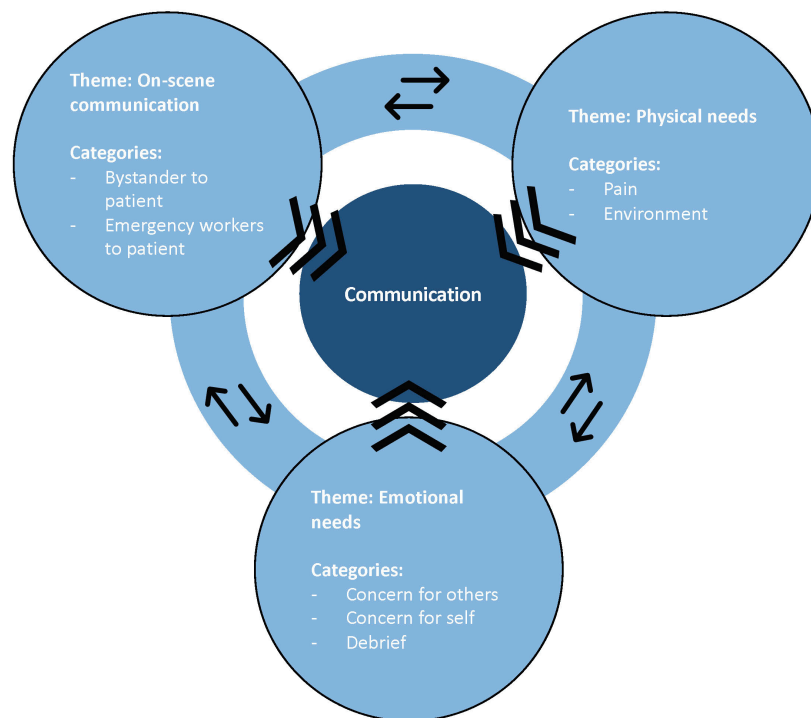 Theme: On-scene
communication
Categories:
- Bystander to
patient
- Emergency workers
to patient
Theme: Physical needs
Categories:
- Pain
- Environment
Communication
Theme: Emotional
needs
Categories:
- Concern for others
- Concern for self
- Debrief